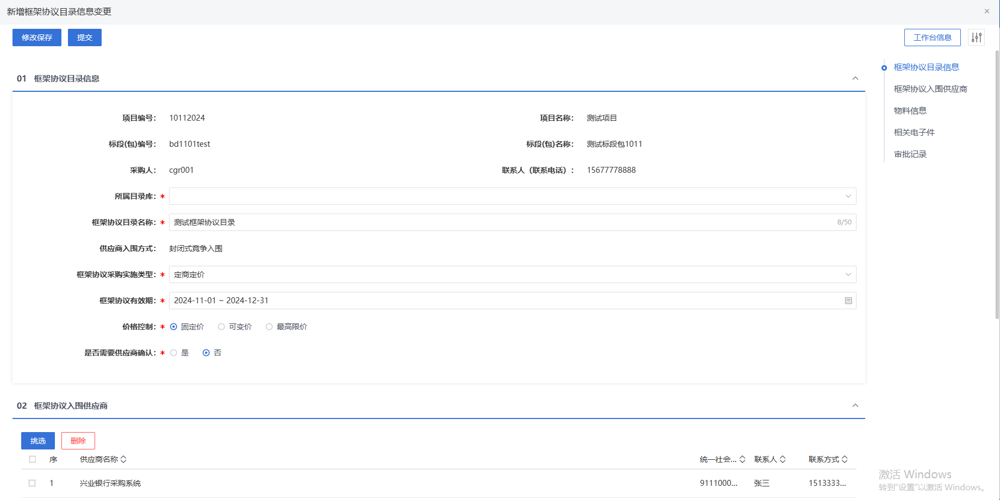 新增框架协议目录信息变更
修改保存 提交 工作台信息
01 框架协议目录信息
项目编号： 10112024 项目名称： 测试项目
标段(包)编号： bd1101test 标段(包)名称： 测试标段包1011
采购人： cgr001 联系人（联系电话）： 15677778888
所属目录库：*
框架协议目录名称：* 测试框架协议目录 8/50
供应商入围方式： 封闭式竞争入围
框架协议采购实施类型：* 定商定价
框架协议有效期：* 2024-11-01 ~ 2024-12-31
价格控制：* 固定价 可变价 最高限价
是否需要供应商确认：* 是 否
02 框架协议入围供应商
挑选 删除
序 供应商名称 统一社会... 联系人 联系方式
1 兴业银行采购系统 9111000... 张三 1513333...
框架协议目录信息
框架协议入围供应商
物料信息
相关电子件
审批记录
激活 Windows
转到"设置"以激活 Windows。